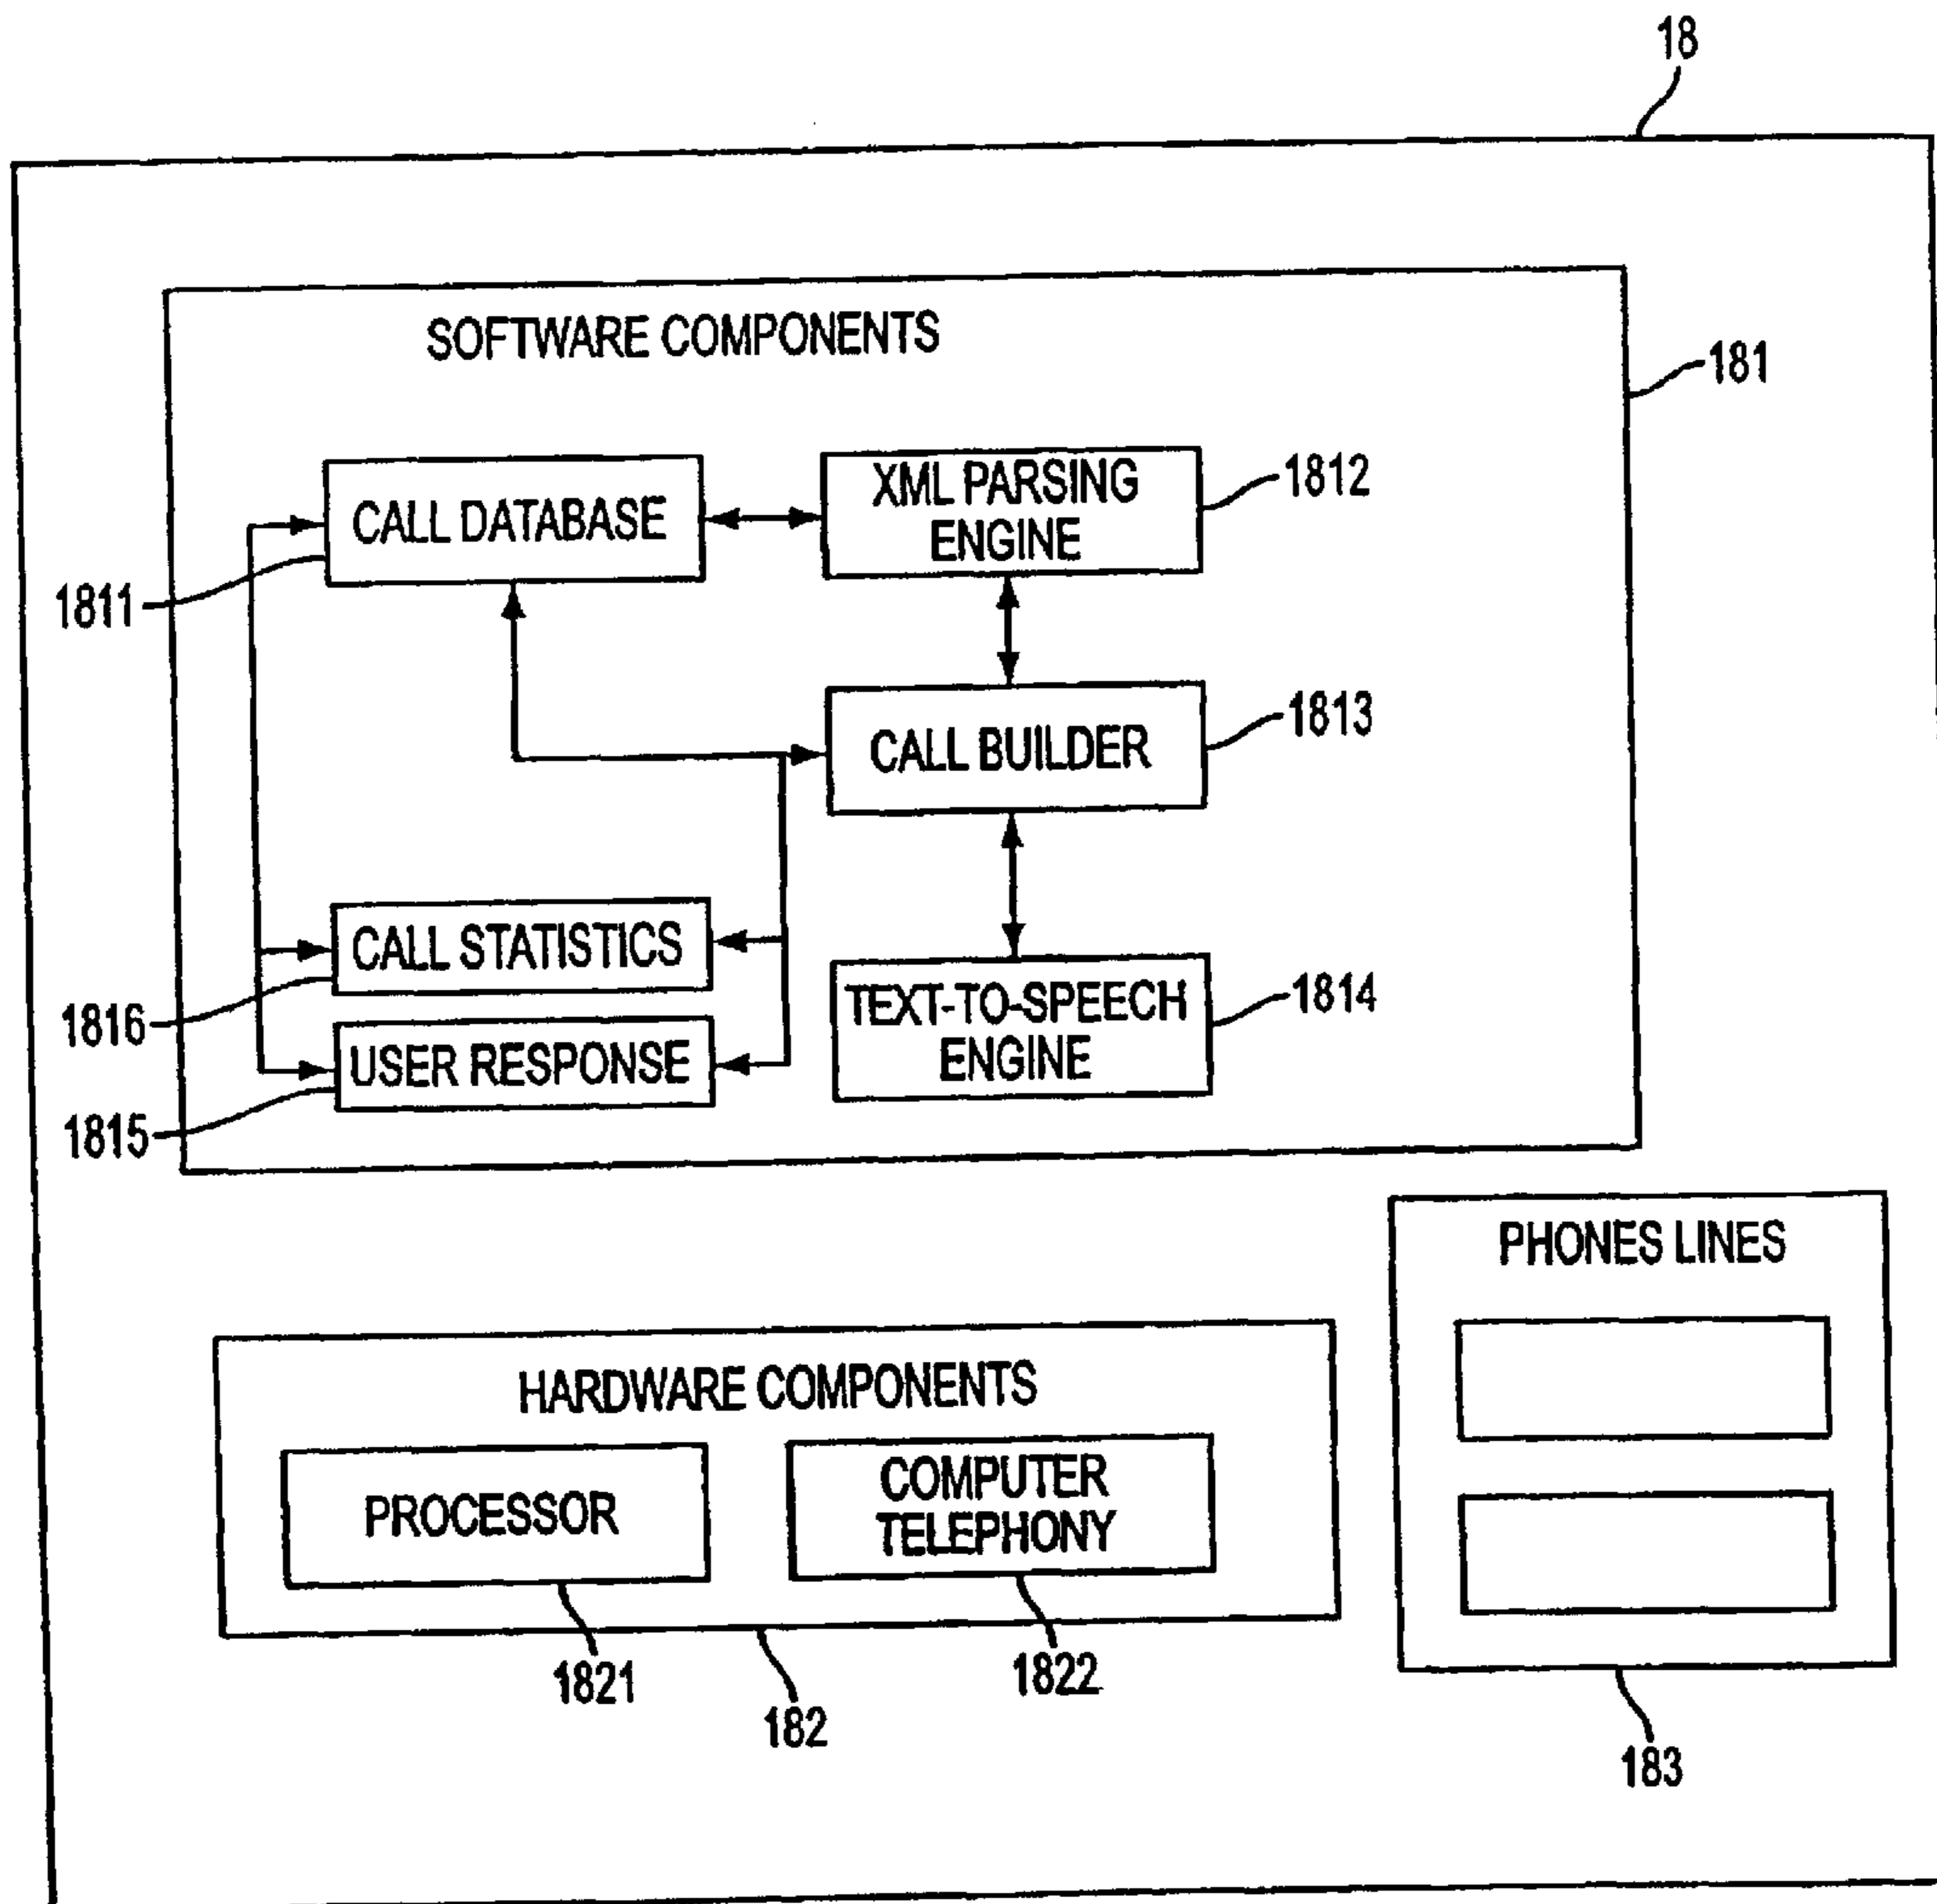 18
SOFTWARE COMPONENTS
181
CALL DATABASE
XML PARSING
ENGINE
1812
1811
CALL BUILDER
1813
CALL STATISTICS
1816
TEXT-TO-SPEECH
ENGINE
1814
USER RESPONSE
1815
PHONES LINES
HARDWARE COMPONENTS
PROCESSOR
COMPUTER
TELEPHONY
1821
1822
182
183